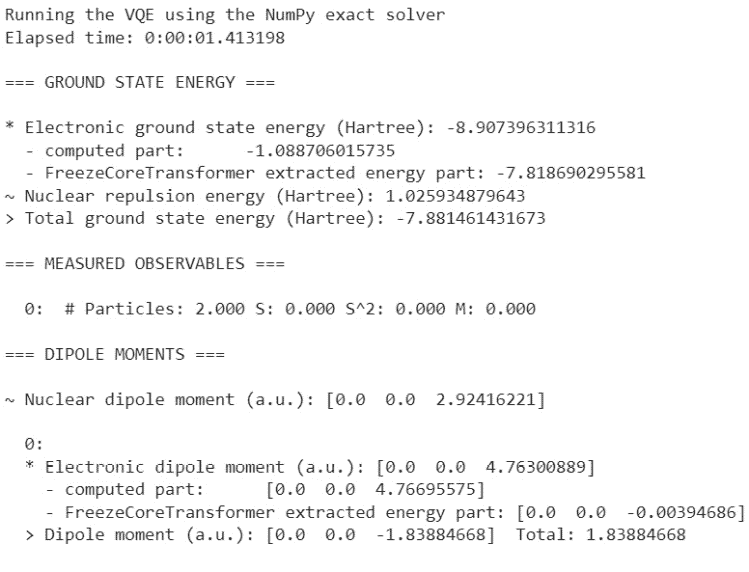 Running the VQE using the NumPy exact solver
Elapsed time: 0:00:01.413198
=== GROUND STATE ENERGY ===
* Electronic ground state energy (Hartree): -8.907396311316
- computed part: -1.088706015735
- FreezeCoreTransformer extracted energy part: -7.818690295581
~ Nuclear repulsion energy (Hartree): 1.025934879643
> Total ground state energy (Hartree): -7.881461431673
=== MEASURED OBSERVABLES ===
0: # Particles: 2.000 S: 0.000 S^2: 0.000 M: 0.000
=== DIPOLE MOMENTS ===
~ Nuclear dipole moment (a.u.): [0.0 0.0 2.92416221]
0:
* Electronic dipole moment (a.u.): [0.0 0.0 4.76300889]
- computed part: [0.0 0.0 4.76695575]
- FreezeCoreTransformer extracted energy part: [0.0 0.0 -0.00394686]
> Dipole moment (a.u.): [0.0 0.0 -1.83884668] Total: 1.83884668